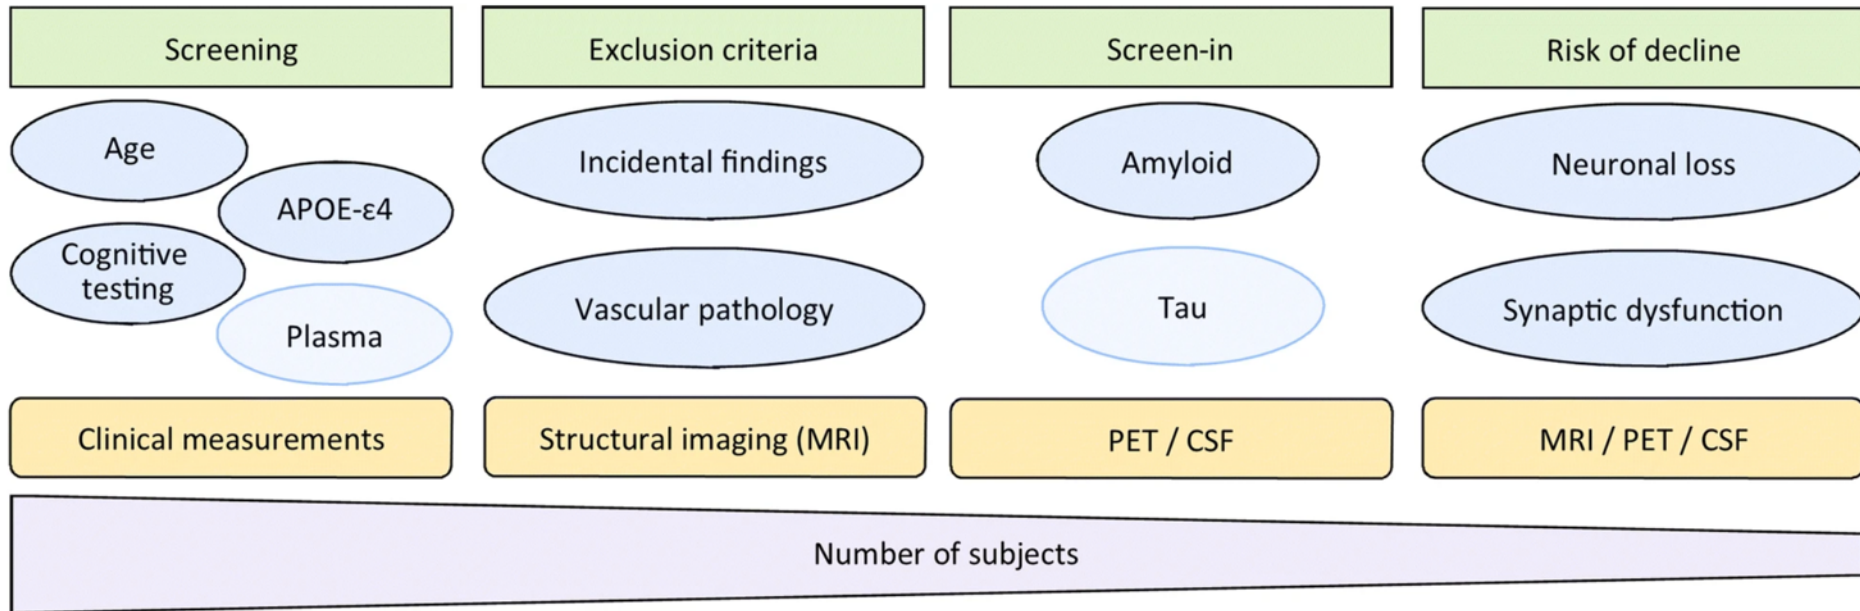 Screening
Exclusion criteria
Screen-in
Risk of decline
Age
APOE-ε4
Cognitive
testing
Plasma
Incidental findings
Vascular pathology
Amyloid
Tau
Neuronal loss
Synaptic dysfunction
Clinical measurements
Structural imaging (MRI)
PET / CSF
MRI / PET / CSF
Number of subjects